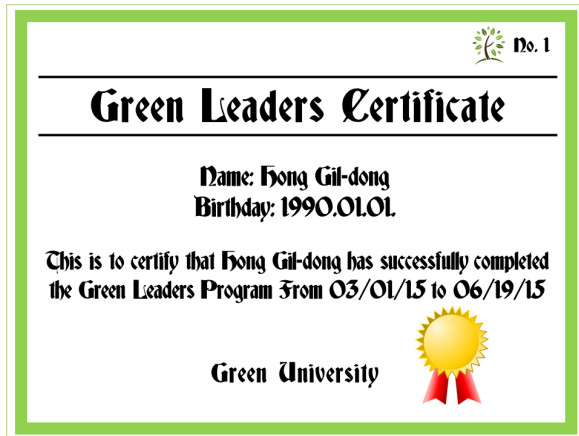 No. 1
Green Leaders Certificate
Name: Hong Gil-dong
Birthday: 1990.01.01.
This is to certify that Hong Gil-dong has successfully completed
the Green Leaders Program From 03/01/15 to 06/19/15
Green University